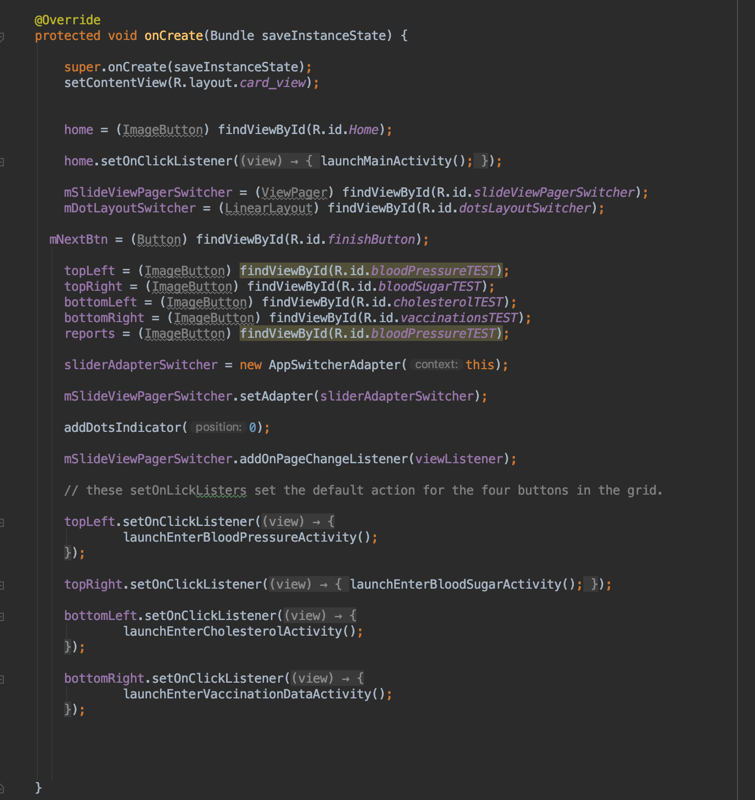 @Override
protected void onCreate(Bundle saveInstanceState) {
super.onCreate(saveInstanceState);
setContentView(R.layout.card_view);
home = (ImageButton) findViewById(R.id.Home);
home.setOnClickListener((view) → { launchMainActivity(); });
mSlideViewPagerSwitcher = (ViewPager) findViewById(R.id.slideViewPagerSwitcher);
mDotLayoutSwitcher = (LinearLayout) findViewById(R.id.dotsLayoutSwitcher);
mNextBtn = (Button) findViewById(R.id.finishButton);
topLeft = (ImageButton) findViewById(R.id.bloodPressureTEST);
topRight = (ImageButton) findViewById(R.id.bloodSugarTEST);
bottomLeft = (ImageButton) findViewById(R.id.cholesterolTEST);
bottomRight = (ImageButton) findViewById(R.id.vaccinationsTEST);
reports = (ImageButton) findViewById(R.id.bloodPressureTEST);
sliderAdapterSwitcher = new AppSwitcherAdapter( context: this);
mSlideViewPagerSwitcher.setAdapter(sliderAdapterSwitcher);
addDotsIndicator( position: 0);
mSlideViewPagerSwitcher.addOnPageChangeListener(viewListener);
// these setOnLickListers set the default action for the four buttons in the grid.
topLeft.setOnClickListener((view) → {
launchEnterBloodPressureActivity();
});
topRight.setOnClickListener((view) → { launchEnterBloodSugarActivity(); });
bottomLeft.setOnClickListener((view) → {
launchEnterCholesterolActivity();
});
bottomRight.setOnClickListener((view) → {
launchEnterVaccinationDataActivity();
});
}